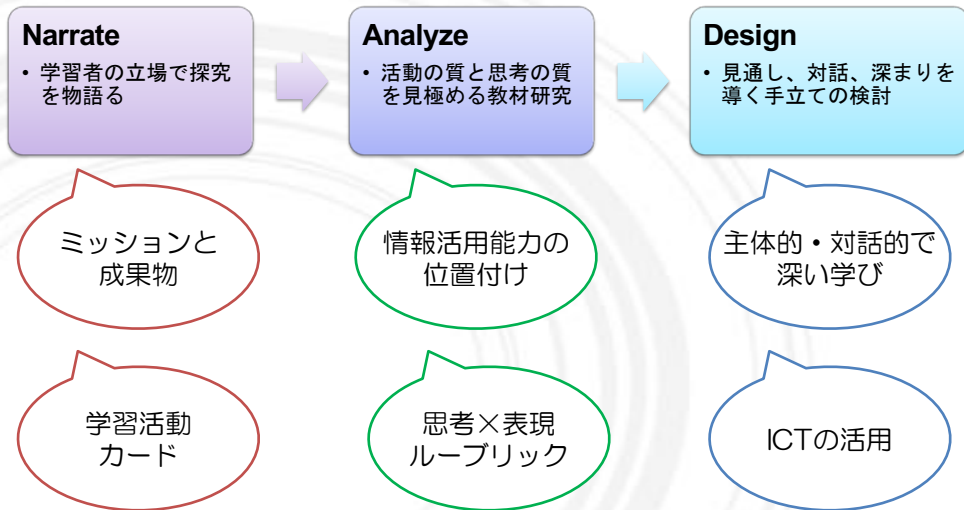 Narrate
• 学習者の立場で探究
を物語る
Analyze
• 活動の質と思考の質
を見極める教材研究
Design
• 見通し、対話、深まりを
導く手立ての検討
ミッションと
成果物
情報活用能力の
位置付け
主体的・対話的で
深い学び
学習活動
カード
思考×表現
ルーブリック
ICTの活用